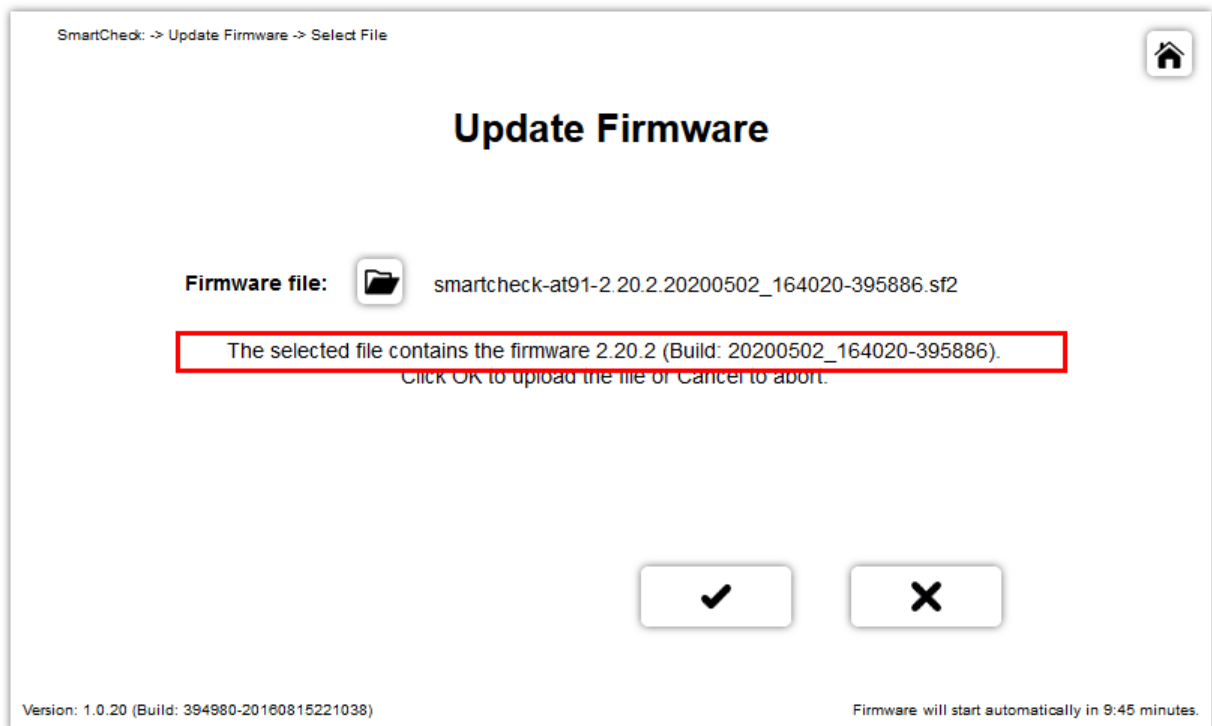 SmartCheck: -> Update Firmware -> Select File
Update Firmware
Firmware file: smartcheck-at91-2.20.2.20200502_164020-395886.sf2
The selected file contains the firmware 2.20.2 (Build: 20200502_164020-395886).
Click OK to upload the file or Cancel to abort.
Version: 1.0.20 (Build: 394980-20160815221038)
Firmware will start automatically in 9:45 minutes.